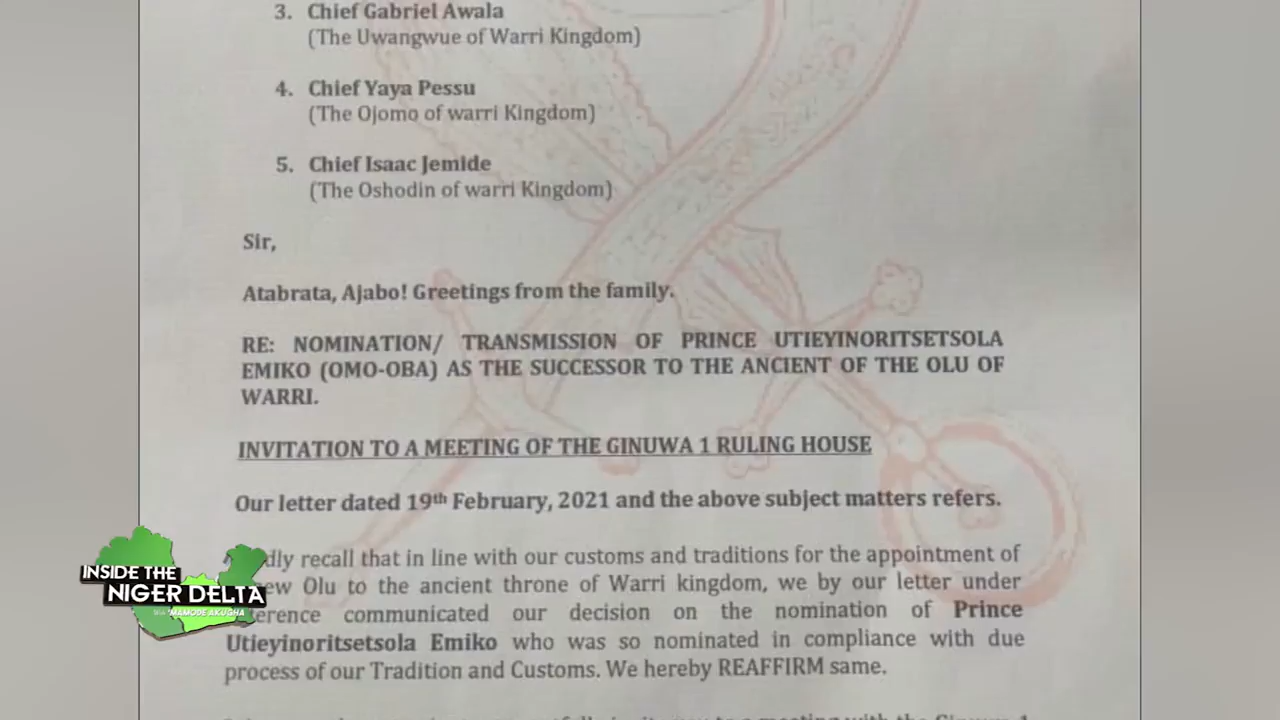 3. Chief Gabriel Awala
(The Uwangwue of Warri Kingdom)
4. Chief Yaya Pessu
(The Ojomo of warri Kingdom)
5. Chief Isaac Jemide
(The Oshodin of warri Kingdom)
Sir,
Atabrata, Ajabo! Greetings from the family.
RE: NOMINATION/ TRANSMISSION OF PRINCE UTIEYINORITSETSOLA
EMIKO (OMO-OBA) AS THE SUCCESSOR TO THE ANCIENT OF THE OLU OF
WARRI.
INVITATION TO A MEETING OF THE GINUWA 1 RULING HOUSE
Our letter dated 19th February, 2021 and the above subject matters refers.
dly recall that in line with our customs and traditions for the appointment of
ew Olu to the ancient throne of Warri kingdom, we by our letter under
erence communicated our decision on the nomination of Prince
Utieyinoritsetsola Emiko who was so nominated in compliance with due
process of our Tradition and Customs. We hereby REAFFIRM same.
INSIDE THE
NIGER DELTA
MAMODE AKUGHA